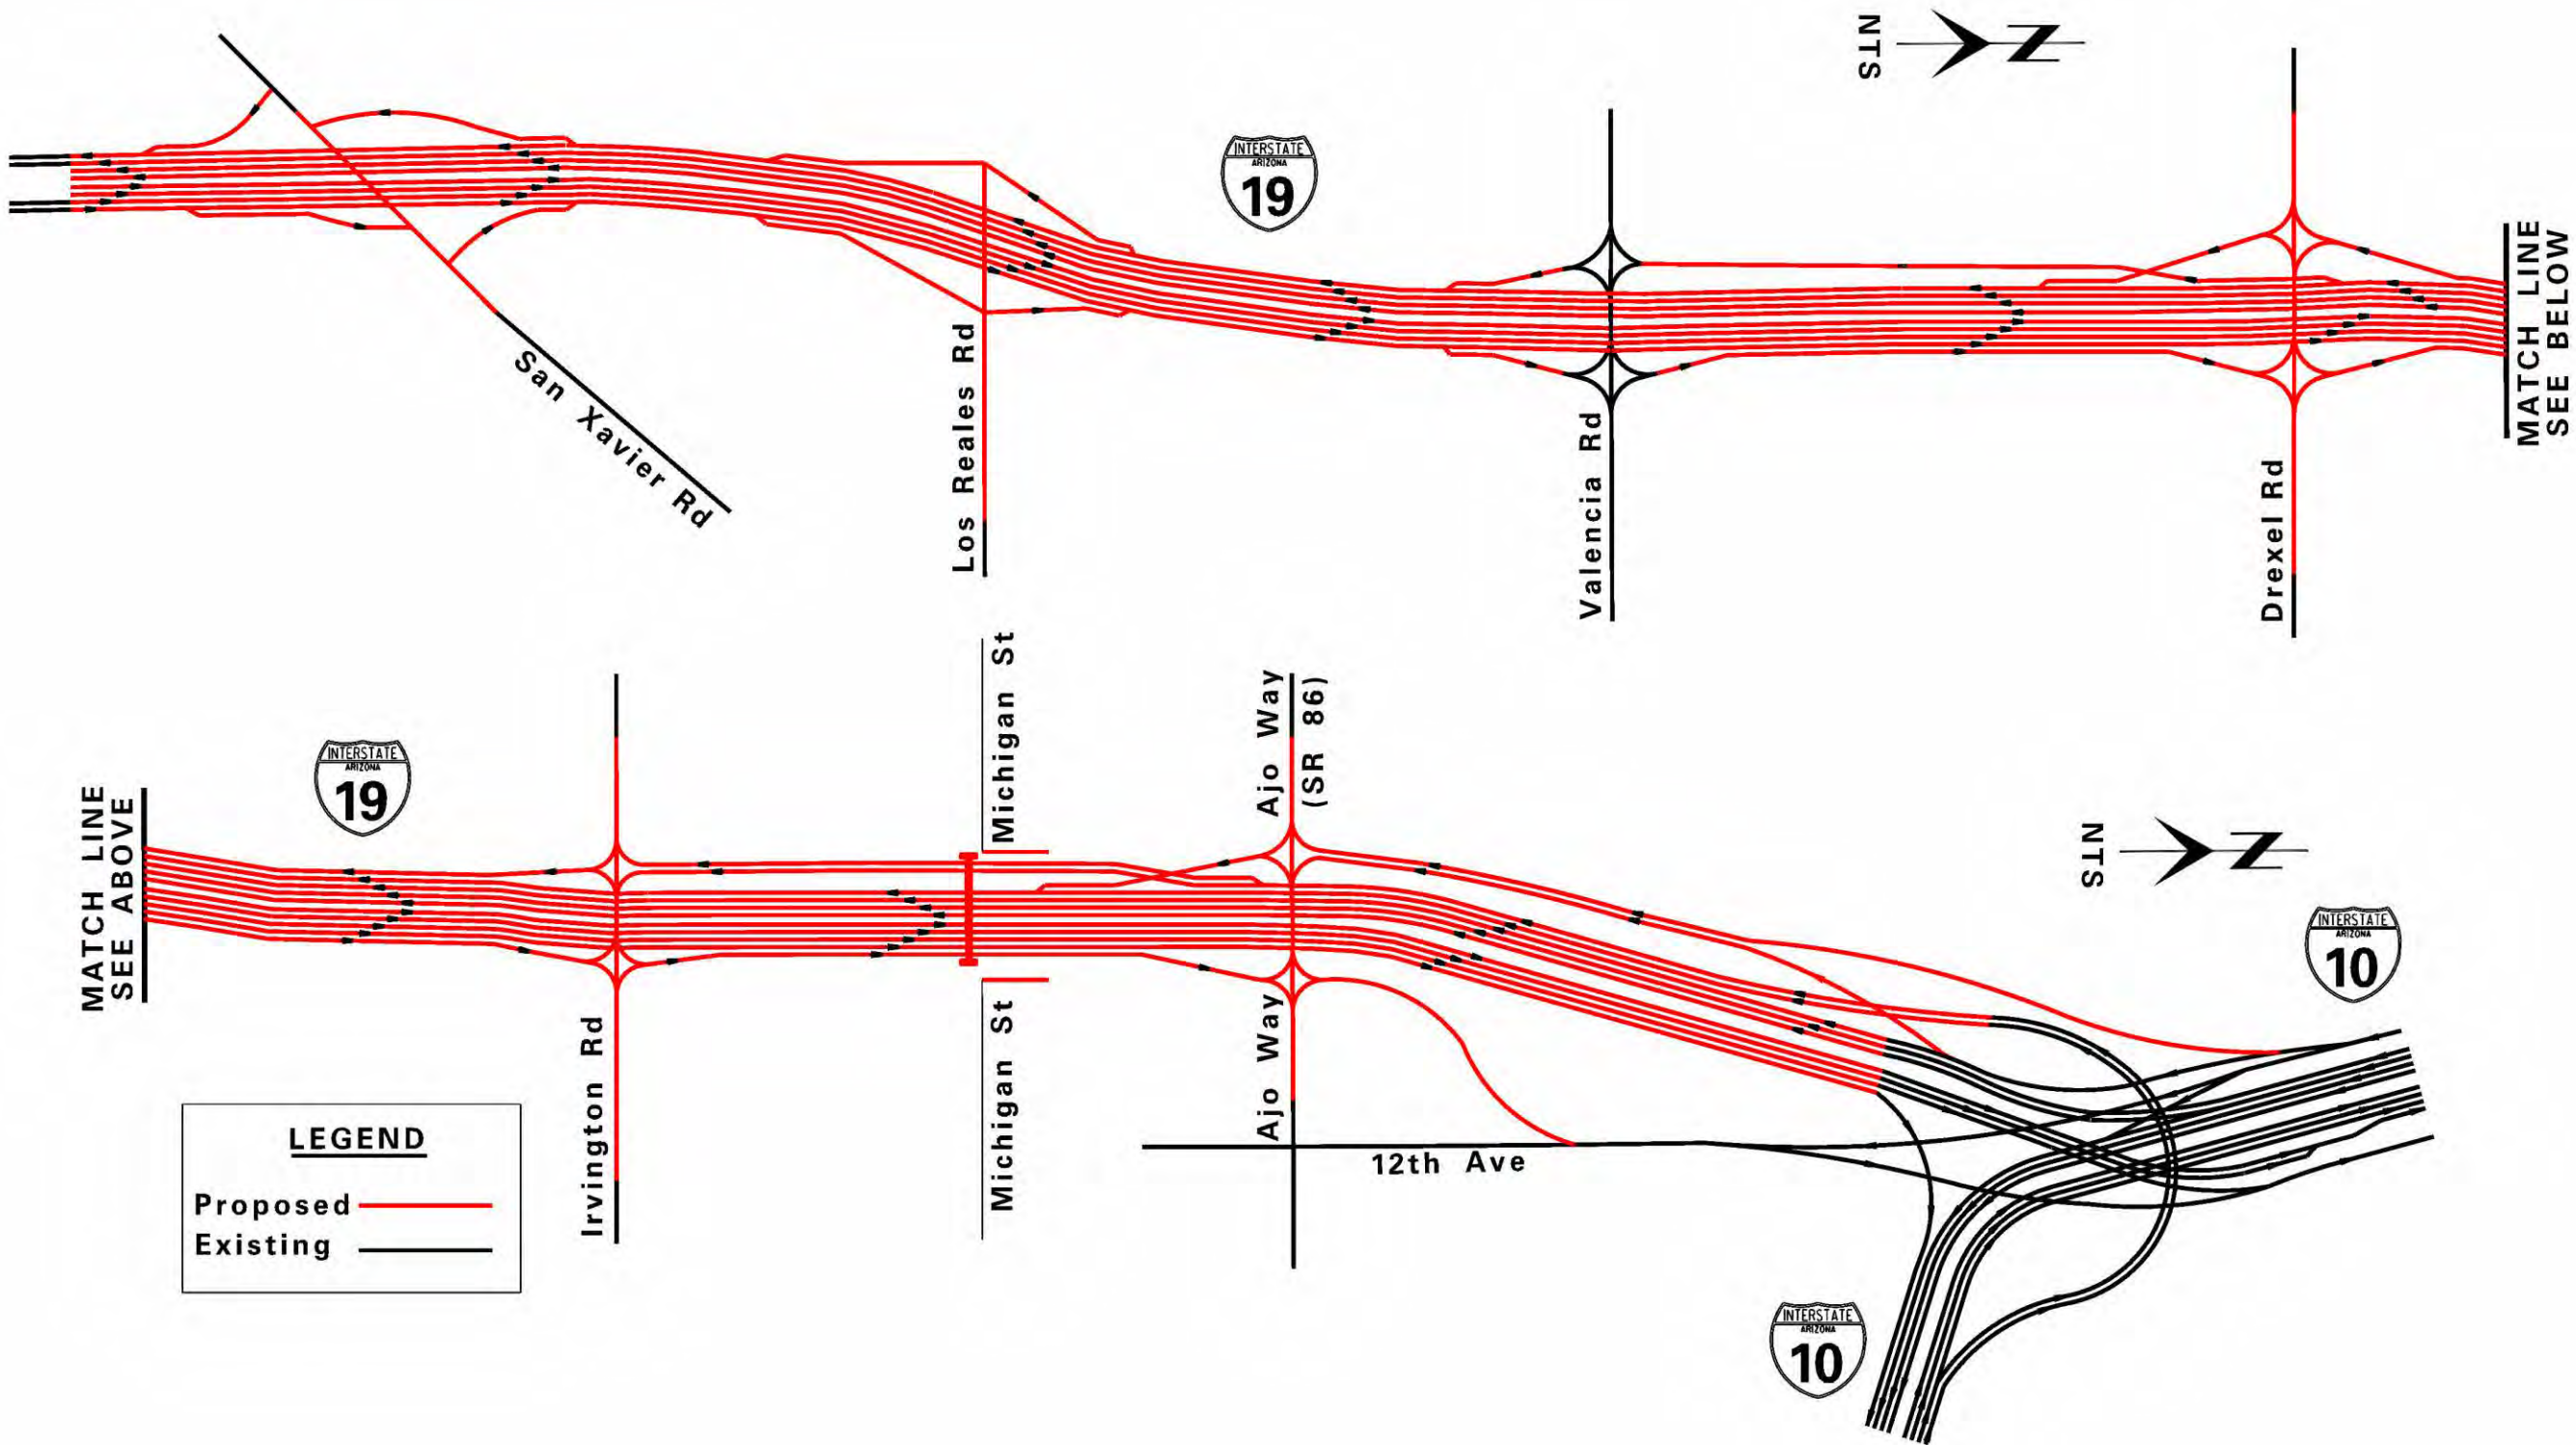 NTS
N
INTERSTATE
ARIZONA
19
San Xavier Rd
Los Reales Rd
Valencia Rd
Drexel Rd
MATCH LINE
SEE BELOW
MATCH LINE
SEE ABOVE
INTERSTATE
ARIZONA
19
Irvington Rd
Michigan St
Michigan St
Ajo Way
(SR 86)
Ajo Way
12th Ave
NTS
N
INTERSTATE
ARIZONA
10
INTERSTATE
ARIZONA
10
LEGEND
Proposed
Existing